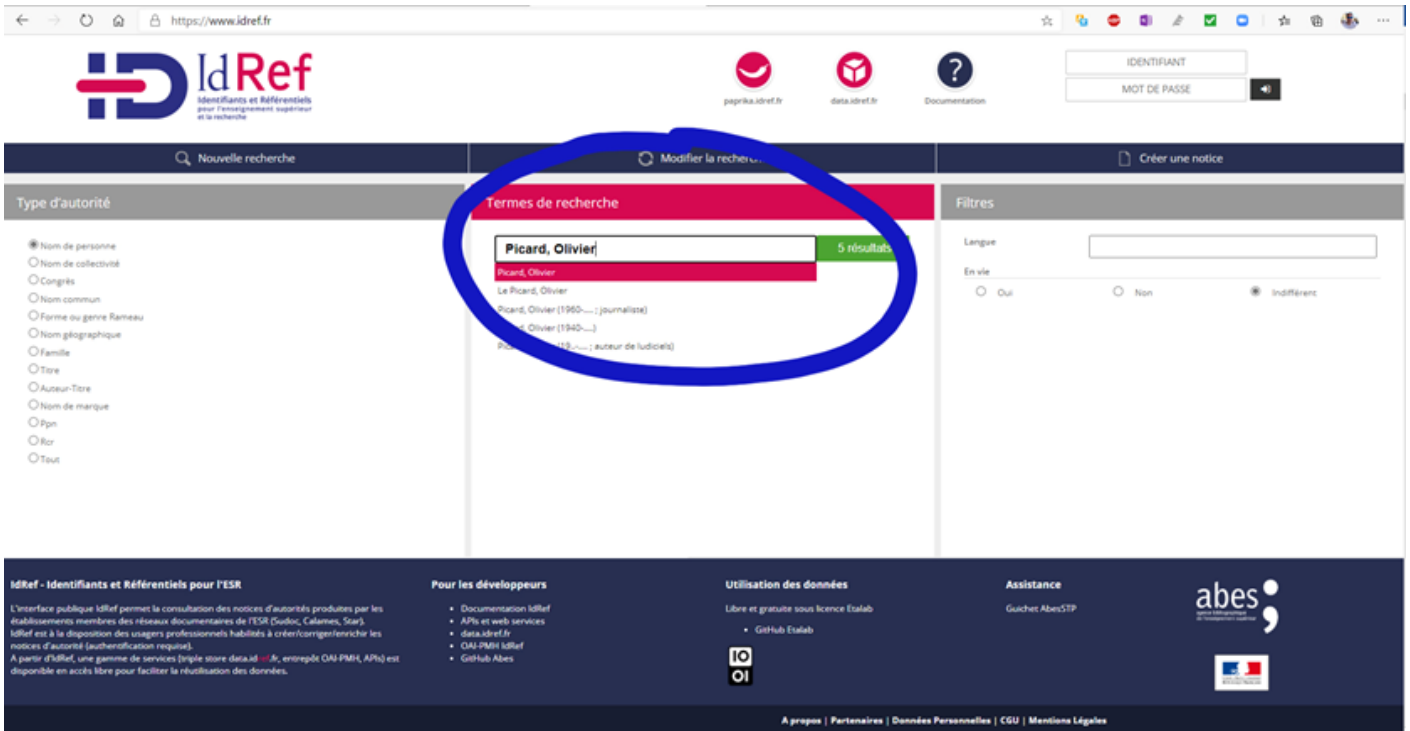 https://www.idref.fr
IdRef
Identifiants et Référentiels
pour l'enseignement supérieur
et la recherche
paprika.idref.fr
data.idref.fr
?
Documentation
IDENTIFIANT
MOT DE PASSE
Nouvelle recherche
Modifier la recherche
Créer une notice
Type d'autorité
Nom de personne
Nom de collectivité
Congrès
Nom commun
Forme ou genre Rameau
Nom géographique
Famille
Titre
Auteur-Titre
Nom de marque
Ppn
Rcr
Tout
Termes de recherche
Picard, Olivier
5 résultats
Picard, Olivier
Le Picard, Olivier
Picard, Olivier (1960-.... ; journaliste)
Olivier (1940-....)
(19..-.... ; auteur de ludiciels)
Filtres
Langue
En vie
Oui
Non
Indifférent
IdRef - Identifiants et Référentiels pour l'ESR
L'interface publique IdRef permet la consultation des notices d'autorités produites par les
établissements membres des réseaux documentaires de l'ESR (Sudoc, Calames, Star).
IdRef est à la disposition des usagers professionnels habilités à créer/corriger/enrichir les
notices d'autorité (authentification requise).
A partir d'IdRef, une gamme de services (triple store data.idref.fr, entrepôt OAI-PMH, APIs) est
disponible en accès libre pour faciliter la réutilisation des données.
Pour les développeurs
Documentation IdRef
APIs et web services
data.idref.fr
OAI-PMH IdRef
GitHub Abes
Utilisation des données
Libre et gratuite sous licence Etalab
GitHub Etalab
IO
OI
Assistance
Guichet AbesSTP
abes
agence bibliographique
de l'enseignement supérieur
A propos | Partenaires | Données Personnelles | CGU | Mentions Légales